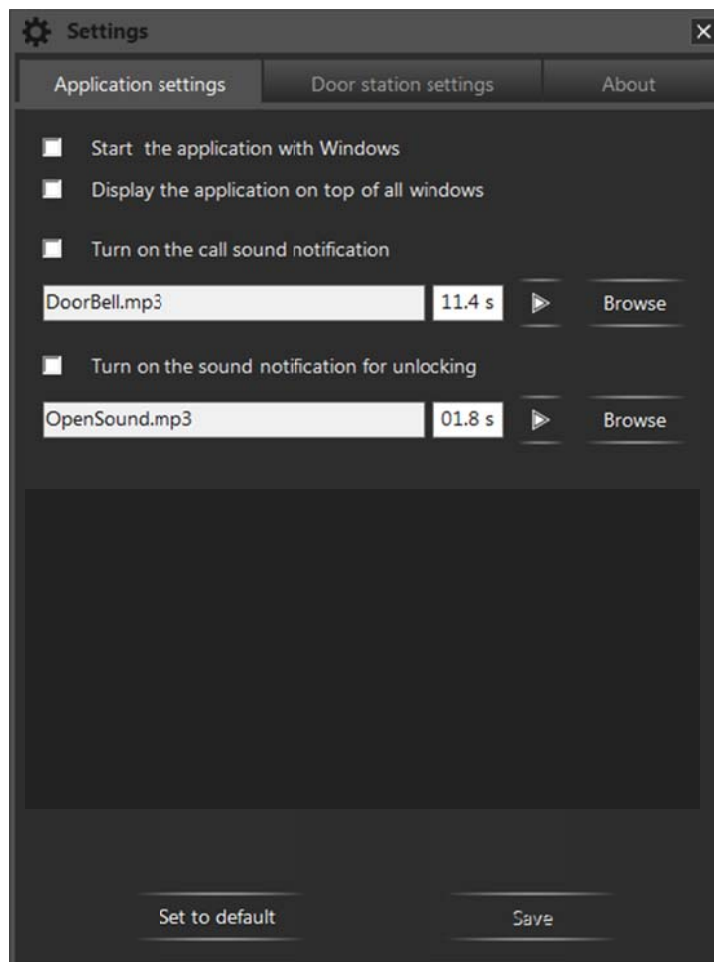 Settings
Application settings Door station settings About
Start the application with Windows
Display the application on top of all windows
Turn on the call sound notification
DoorBell.mp3 11.4 s Browse
Turn on the sound notification for unlocking
OpenSound.mp3 01.8 s Browse
Set to default Save